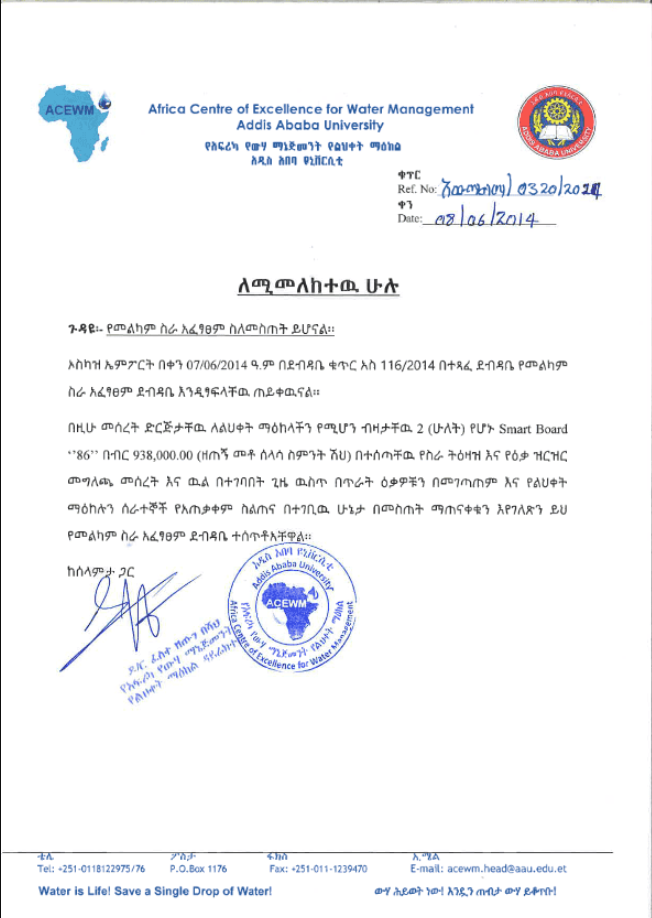 ACEWM
Africa Centre of Excellence for Water Management
Addis Ababa University
የአፍሪካ የውሃ ማኔጅመንት የልህቀት ማዕከል
አዲስ አበባ ዩኒቨርሲቲ
ADDIS ABABA UNIVERSITY
ቁጥር
Ref. No: /0320/2014
ቀን
Date: 08/06/2014
ለሚመለከተዉ ሁሉ
ጉዳዩ፡- የመልካም ስራ አፈፃፀም ስለመስጠት ይሆናል።
ኦስካዝ ኤምፖርት በቀን 07/06/2014 ዓ.ም በደብዳቤ ቁጥር አስ 116/2014 በተጻፈ ደብዳቤ የመልካም
ስራ አፈፃፀም ደብዳቤ እንዲፃፍላቸዉ ጠይቀዉናል።
በዚሁ መሰረት ድርጅታቸዉ ለልህቀት ማዕከላችን የሚሆን ብዛታቸዉ 2 (ሁለት) የሆኑ Smart Board
‘‘86’’ በብር 938,000.00 (ዘጠኝ መቶ ሰላሳ ስምንት ሽህ) በተሰጣቸዉ የስራ ትዕዛዝ እና የዕቃ ዝርዝር
መግለጫ መሰረት እና ዉል በተገባበት ጊዜ ዉስጥ በጥራት ዕቃዎቹን በመገጣጠም እና የልህቀት
ማዕከሉን ሰራተኞች የአጠቃቀም ስልጠና በተገቢዉ ሁኔታ በመስጠት ማጠናቀቁን እየገለጽን ይህ
የመልካም ስራ አፈፃፀም ደብዳቤ ተሰጥቶአቸዋል።
ከሰላምታ ጋር
አዲስ አበባ ዩኒቨርሲቲ
Addis Ababa University
ACEWM
የአፍሪካ የውሃ ማኔጅመንት የልህቀት ማዕከል
Africa Centre of Excellence for Water Management
የአፍሪካ የውሃ ማኔጅመንት
የልህቀት ማዕከል ዳይሬክተር
ቴሌ ፖስታ ፋክስ ኢ.ሜል
Tel: +251-0118122975/76 P.O.Box 1176 Fax: +251-011-1239470 E-mail: acewm.head@aau.edu.et
Water is Life! Save a Single Drop of Water! ውሃ ሕይወት ነው! እንዷን ጠብታ ውሃ ይቆጥቡ!